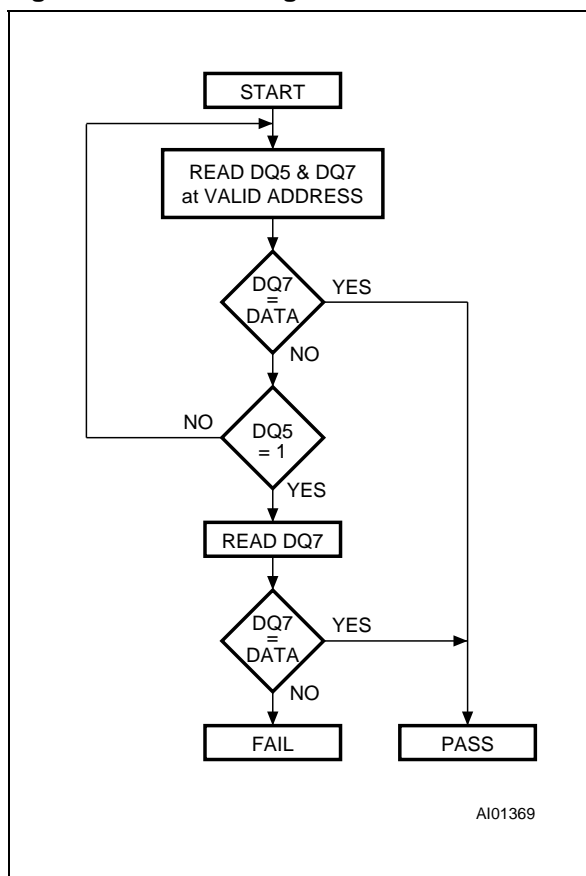 START
READ DQ5 & DQ7
at VALID ADDRESS
DQ7
=
DATA
YES
NO
NO
DQ5
= 1
YES
READ DQ7
DQ7
=
DATA
YES
NO
FAIL
PASS
AI01369